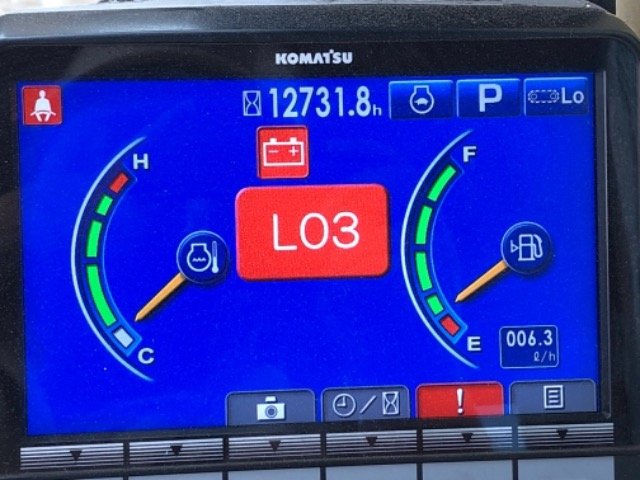 KOMATSU
12731.8h
P
Lo
H
F
- +
L03
C
E
006.3
ℓ/h
!